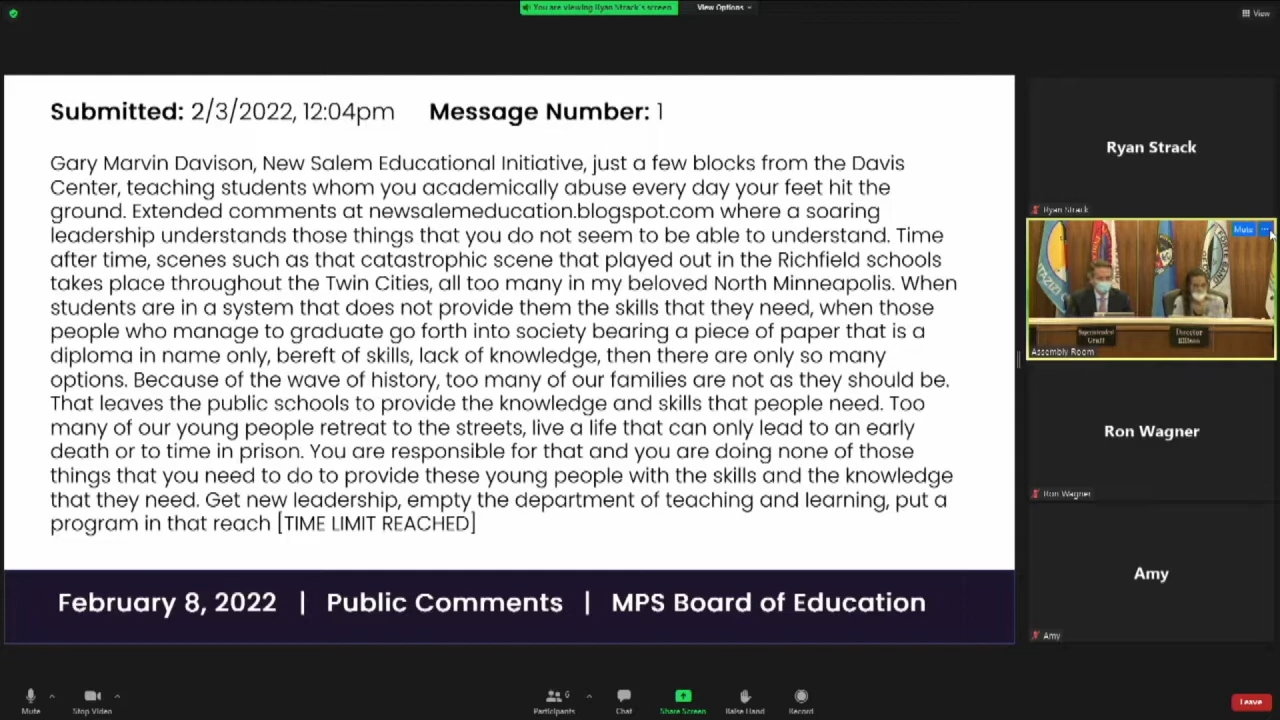 You are viewing Ryan Strack's screen
View Options
View
Submitted: 2/3/2022, 12:04pm Message Number: 1
Gary Marvin Davison, New Salem Educational Initiative, just a few blocks from the Davis
Center, teaching students whom you academically abuse every day your feet hit the
ground. Extended comments at newsalemeducation.blogspot.com where a soaring
leadership understands those things that you do not seem to be able to understand. Time
after time, scenes such as that catastrophic scene that played out in the Richfield schools
takes place throughout the Twin Cities, all too many in my beloved North Minneapolis. When
students are in a system that does not provide them the skills that they need, when those
people who manage to graduate go forth into society bearing a piece of paper that is a
diploma in name only, bereft of skills, lack of knowledge, then there are only so many
options. Because of the wave of history, too many of our families are not as they should be.
That leaves the public schools to provide the knowledge and skills that people need. Too
many of our young people retreat to the streets, live a life that can only lead to an early
death or to time in prison. You are responsible for that and you are doing none of those
things that you need to do to provide these young people with the skills and the knowledge
that they need. Get new leadership, empty the department of teaching and learning, put a
program in that reach [TIME LIMIT REACHED]
February 8, 2022 | Public Comments | MPS Board of Education
Ryan Strack
Ryan Strack
Mute
Superintendent
Graff
Director
Ellison
Assembly Room
Ron Wagner
Ron Wagner
Amy
Amy
Mute
Stop Video
Participants
6
Chat
Share Screen
Raise Hand
Record
Leave